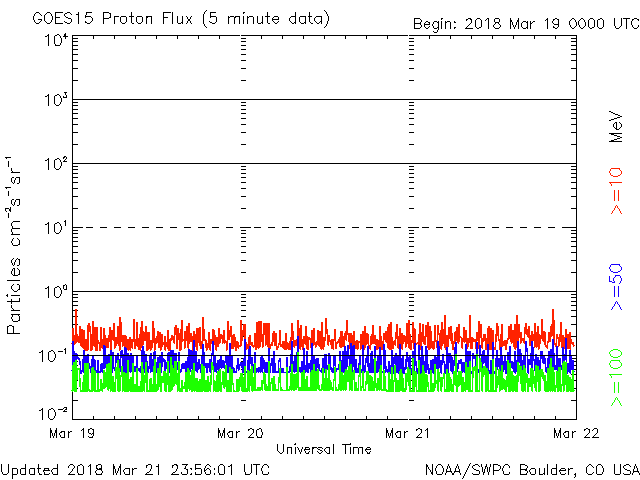 GOES15 Proton Flux (5 minute data)
Begin: 2018 Mar 19 0000 UTC
Particles cm⁻²s⁻¹sr⁻¹
10⁴
10³
10²
10¹
10⁰
10⁻¹
10⁻²
Mar 19
Mar 20
Mar 21
Mar 22
Universal Time
MeV
>=10
>=50
>=100
Updated 2018 Mar 21 23:56:01 UTC
NOAA/SWPC Boulder, CO USA